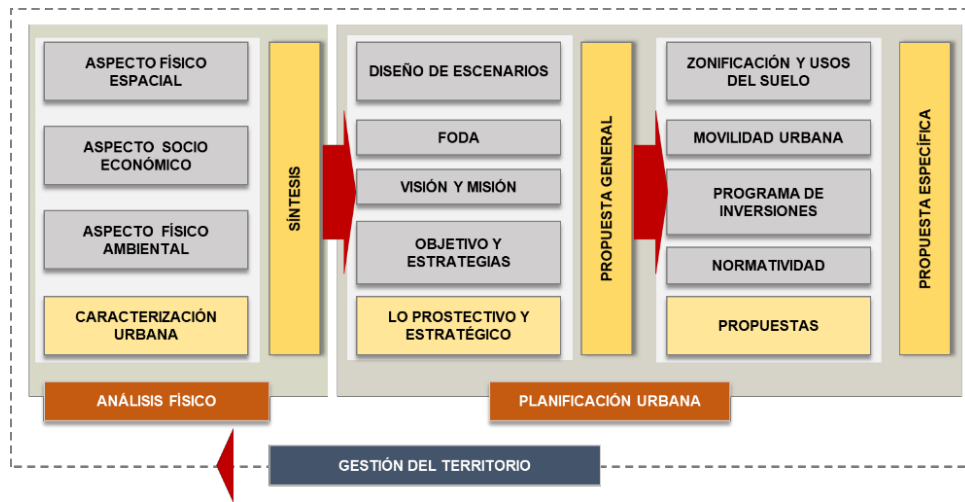 ASPECTO FÍSICO
ESPACIAL
ASPECTO SOCIO
ECONÓMICO
ASPECTO FÍSICO
AMBIENTAL
CARACTERIZACIÓN
URBANA
SÍNTESIS
ANÁLISIS FÍSICO
DISEÑO DE ESCENARIOS
FODA
VISIÓN Y MISIÓN
OBJETIVO Y
ESTRATEGIAS
LO PROSTECTIVO Y
ESTRATÉGICO
PROPUESTA GENERAL
ZONIFICACIÓN Y USOS
DEL SUELO
MOVILIDAD URBANA
PROGRAMA DE
INVERSIONES
NORMATIVIDAD
PROPUESTAS
PROPUESTA ESPECÍFICA
PLANIFICACIÓN URBANA
GESTIÓN DEL TERRITORIO